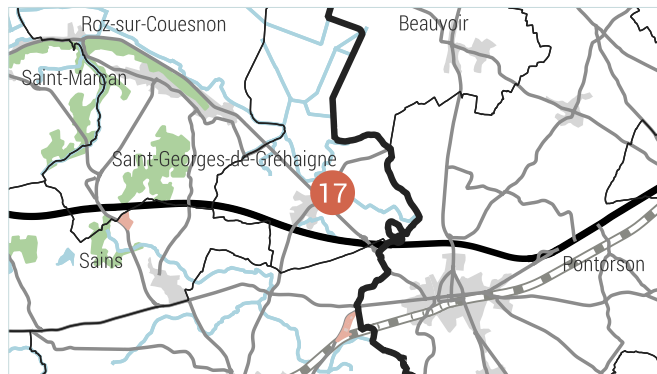 Roz-sur-Couesnon
Beauvoir
Saint-Marcan
Saint-Georges-de-Gréhaigne
17
Sains
Pontorson